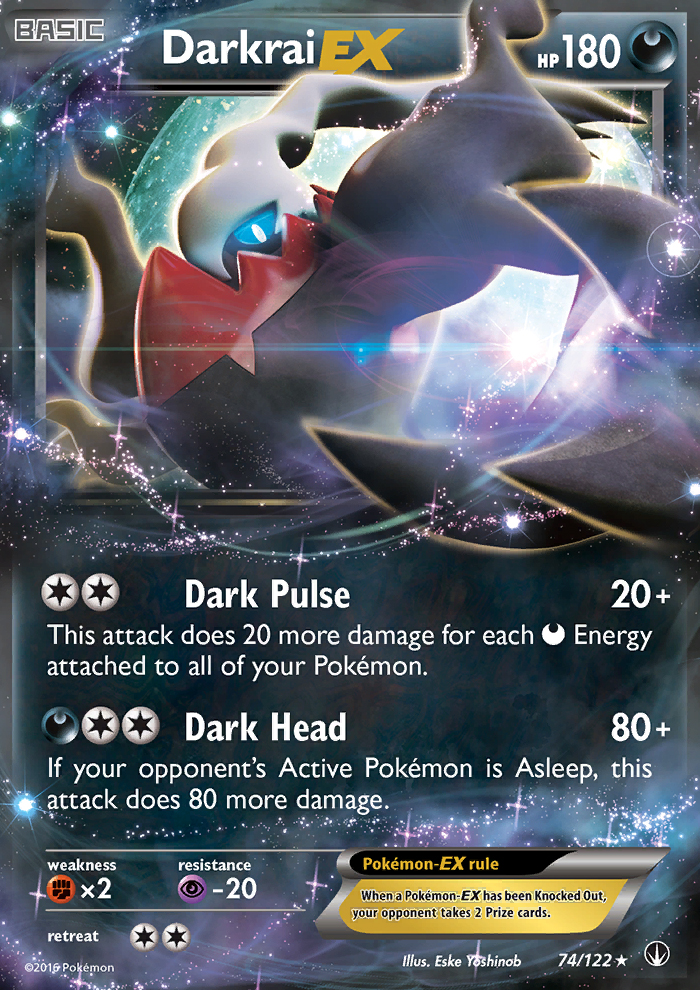 BASIC
Darkrai EX HP180
Dark Pulse 20+
This attack does 20 more damage for each Energy
attached to all of your Pokémon.
Dark Head 80+
If your opponent's Active Pokémon is Asleep, this
attack does 80 more damage.
weakness resistance
×2 -20
Pokémon-EX rule
When a Pokémon-EX has been Knocked Out,
your opponent takes 2 Prize cards.
retreat
Illus. Eske Yoshinob 74/122
©2016 Pokémon